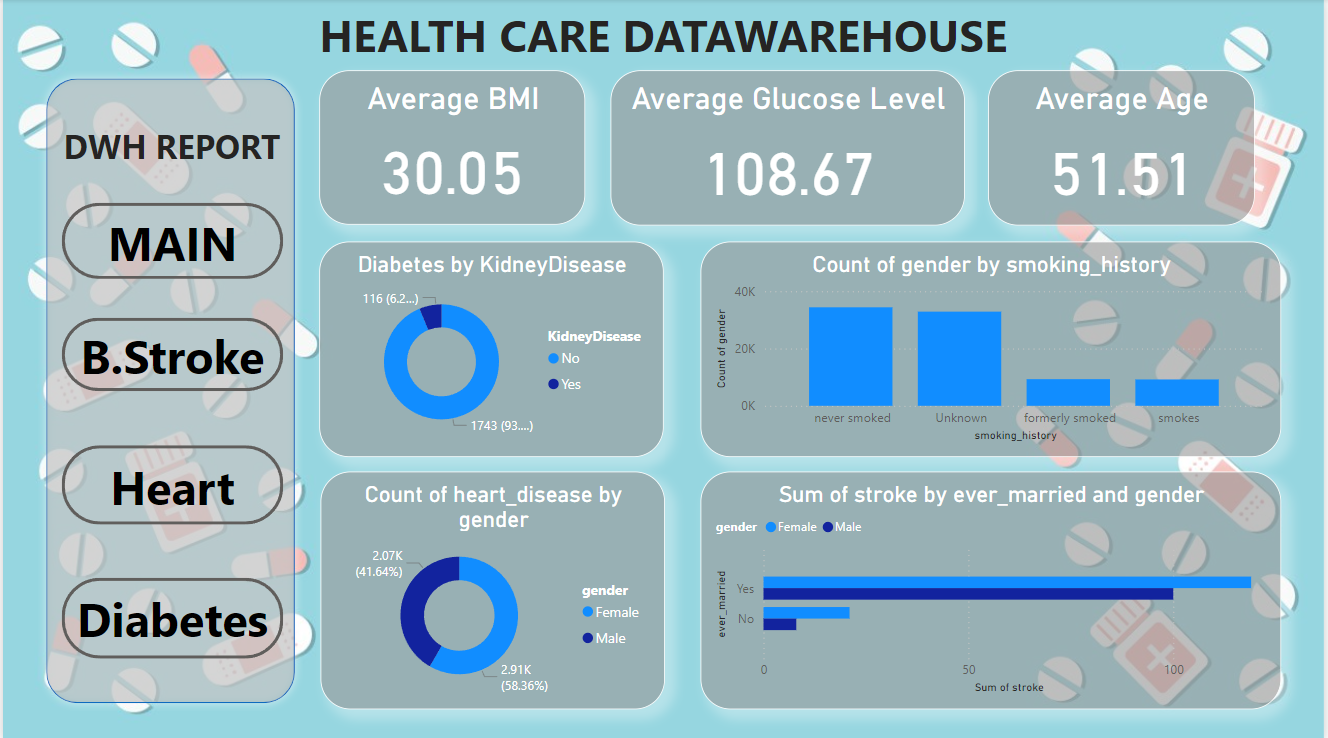 HEALTH CARE DATAWAREHOUSE
DWH REPORT
MAIN
B.Stroke
Heart
Diabetes
Average BMI
30.05
Average Glucose Level
108.67
Average Age
51.51
Diabetes by KidneyDisease
116 (6.2...)
1743 (93....)
KidneyDisease
No
Yes
Count of gender by smoking_history
Count of gender
40K
20K
0K
never smoked
Unknown
formerly smoked
smokes
smoking_history
Count of heart_disease by
gender
2.07K
(41.64%)
2.91K
(58.36%)
gender
Female
Male
Sum of stroke by ever_married and gender
gender Female Male
ever_married
Yes
No
0
50
100
Sum of stroke